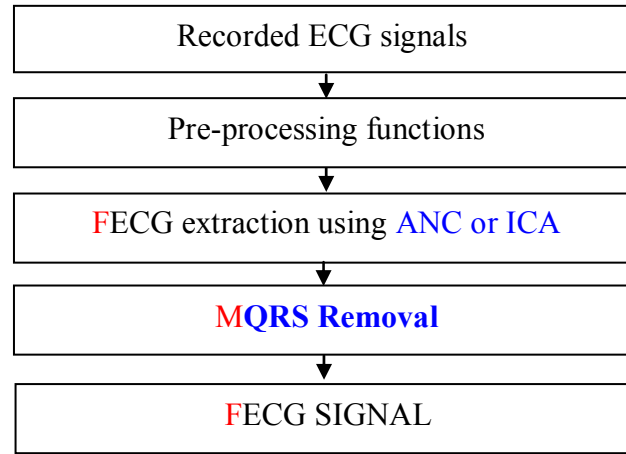 Recorded ECG signals
Pre-processing functions
FECG extraction using ANC or ICA
MQRS Removal
FECG SIGNAL